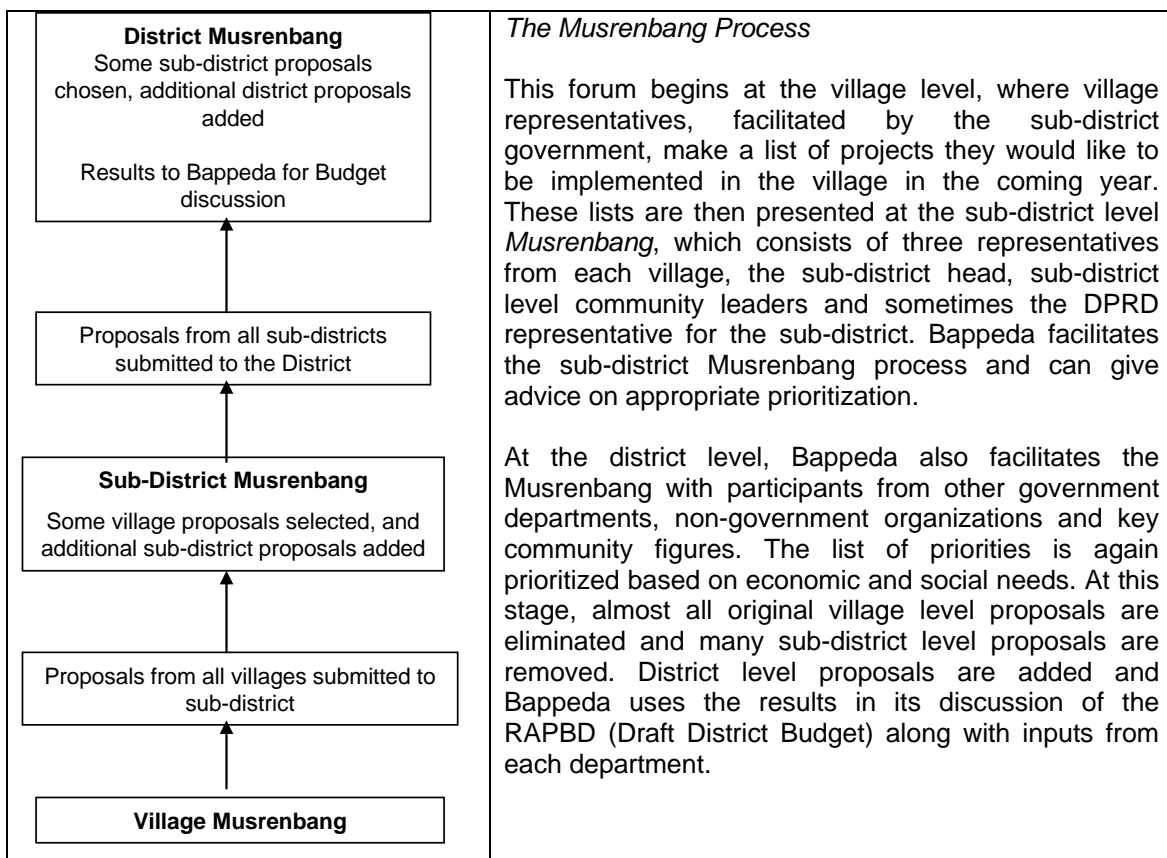 District Musrenbang
Some sub-district proposals
chosen, additional district proposals
added
Results to Bappeda for Budget
discussion
Proposals from all sub-districts
submitted to the District
Sub-District Musrenbang
Some village proposals selected, and
additional sub-district proposals added
Proposals from all villages submitted to
sub-district
Village Musrenbang
The Musrenbang Process
This forum begins at the village level, where village
representatives, facilitated by the sub-district
government, make a list of projects they would like to
be implemented in the village in the coming year.
These lists are then presented at the sub-district level
Musrenbang, which consists of three representatives
from each village, the sub-district head, sub-district
level community leaders and sometimes the DPRD
representative for the sub-district. Bappeda facilitates
the sub-district Musrenbang process and can give
advice on appropriate prioritization.
At the district level, Bappeda also facilitates the
Musrenbang with participants from other government
departments, non-government organizations and key
community figures. The list of priorities is again
prioritized based on economic and social needs. At this
stage, almost all original village level proposals are
eliminated and many sub-district level proposals are
removed. District level proposals are added and
Bappeda uses the results in its discussion of the
RAPBD (Draft District Budget) along with inputs from
each department.